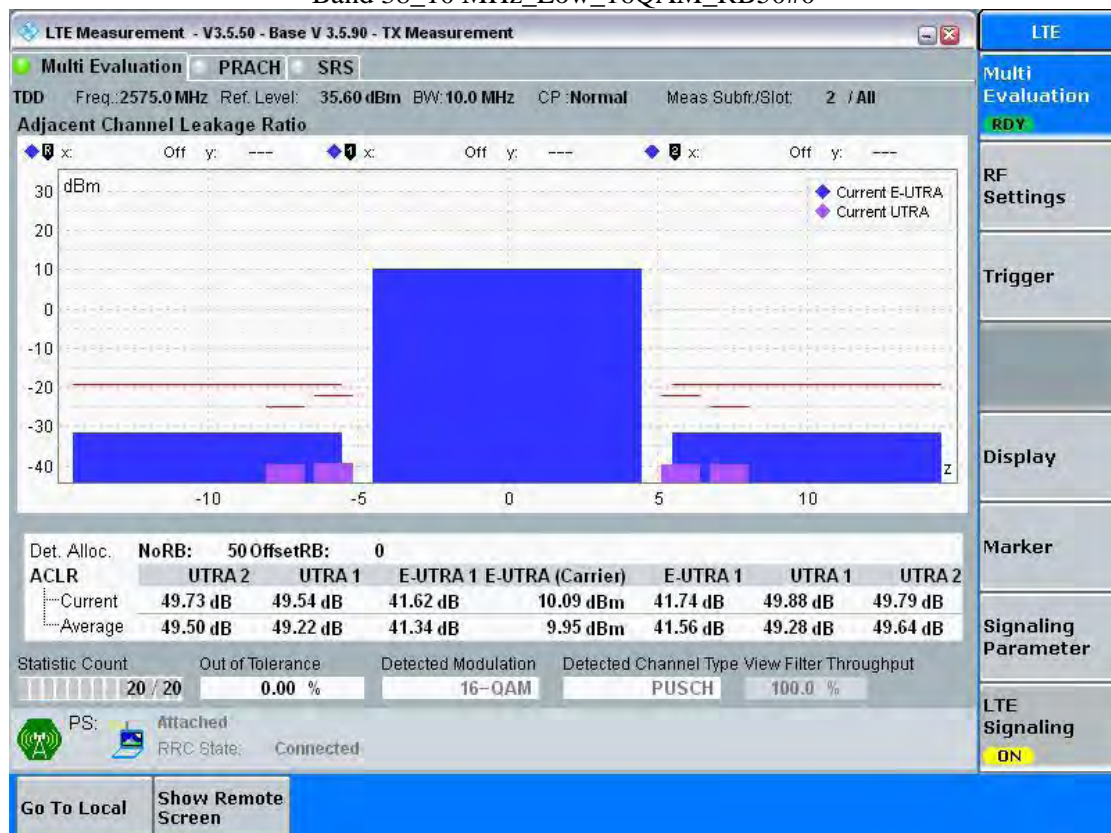 Band 38_10 MHz_Low_16QAM_RB50#0
LTE Measurement - V3.5.50 - Base V 3.5.90 - TX Measurement
LTE
Multi Evaluation PRACH SRS
Multi
Evaluation
RDY
TDD Freq.:2575.0 MHz Ref. Level: 35.60 dBm BW:10.0 MHz CP :Normal Meas Subfr./Slot: 2 / All
Adjacent Channel Leakage Ratio
R x: Off y: --- 1 x: Off y: --- 2 x: Off y: ---
dBm
Current E-UTRA
Current UTRA
30
20
10
0
-10
-20
-30
-40
z
-10 -5 0 5 10
RF
Settings
Trigger
Display
Marker
Signaling
Parameter
LTE
Signaling
ON
Det. Alloc. NoRB: 50 OffsetRB: 0
ACLR UTRA 2 UTRA 1 E-UTRA 1 E-UTRA (Carrier) E-UTRA 1 UTRA 1 UTRA 2
Current 49.73 dB 49.54 dB 41.62 dB 10.09 dBm 41.74 dB 49.88 dB 49.79 dB
Average 49.50 dB 49.22 dB 41.34 dB 9.95 dBm 41.56 dB 49.28 dB 49.64 dB
Statistic Count Out of Tolerance Detected Modulation Detected Channel Type View Filter Throughput
20 / 20 0.00 % 16-QAM PUSCH 100.0 %
PS: Attached
RRC State: Connected
Go To Local Show Remote
Screen